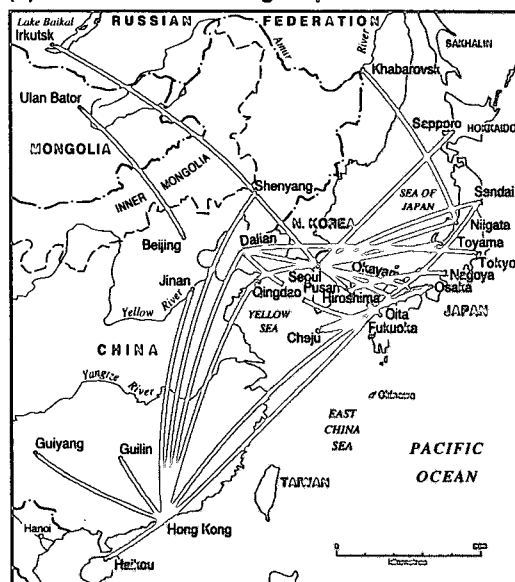 RUSSIAN FEDERATION
Lake Baikal
Irkutsk
Amur
River
SAKHALIN
Khabarovsk
Ulan Bator
Sapporo
HOKKAIDO
MONGOLIA
INNER MONGOLIA
Shenyang
SEA OF
JAPAN
Sendai
N. KOREA
Niigata
Beijing
Dalian
Toyama
Tokyo
Jinan
Seoul
Okayama
Nagoya
Qingdao
Pusan
Hiroshima
Osaka
Yellow River
YELLOW
SEA
Oita
JAPAN
Cheju
Fukuoka
CHINA
Yangtze River
Okinawa
EAST
CHINA
SEA
Guiyang
Guilin
PACIFIC
OCEAN
TAIWAN
Hanoi
Hong Kong
Haikou
0